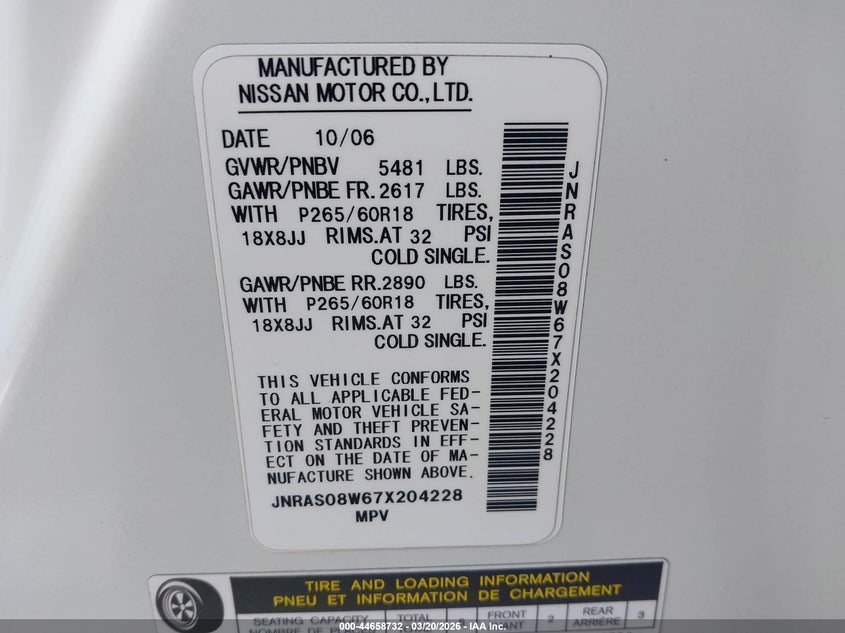 MANUFACTURED BY
NISSAN MOTOR CO.,LTD.
DATE 10/06
GVWR/PNBV 5481 LBS.
GAWR/PNBE FR. 2617 LBS.
WITH P265/60R18 TIRES,
18X8JJ RIMS.AT 32 PSI
COLD SINGLE.
GAWR/PNBE RR. 2890 LBS.
WITH P265/60R18 TIRES,
18X8JJ RIMS.AT 32 PSI
COLD SINGLE.
THIS VEHICLE CONFORMS
TO ALL APPLICABLE FED-
ERAL MOTOR VEHICLE SA-
FETY AND THEFT PREVEN-
TION STANDARDS IN EFF-
ECT ON THE DATE OF MA-
NUFACTURE SHOWN ABOVE.
JNRAS08W67X204228
MPV
JNRAS08W67X204228
TIRE AND LOADING INFORMATION
PNEU ET INFORMATION DE CHARGEMENT
SEATING CAPACITY TOTAL FRONT 2 REAR 3
ARRIÈRE
000-44658732 - 03/20/2026 - IAA Inc.